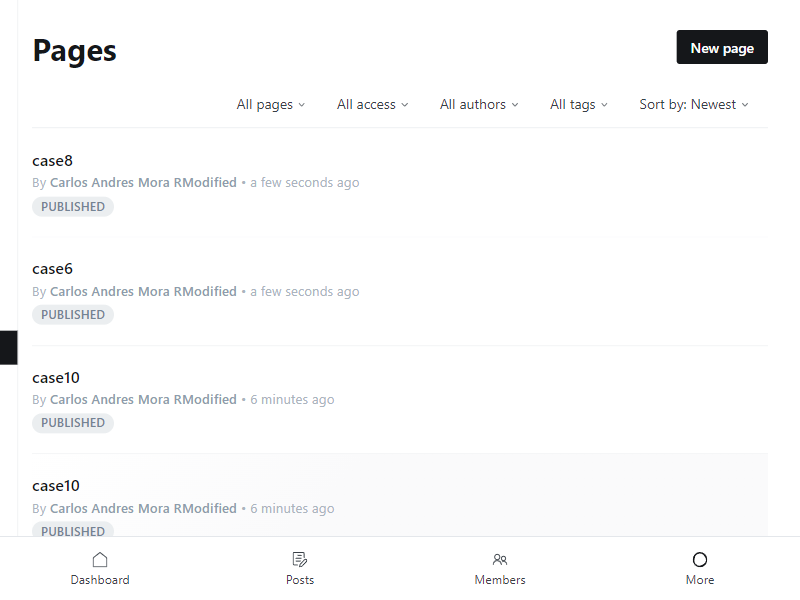 Pages
New page
All pages
All access
All authors
All tags
Sort by: Newest
case8
By Carlos Andres Mora RModified • a few seconds ago
PUBLISHED
case6
By Carlos Andres Mora RModified • a few seconds ago
PUBLISHED
case10
By Carlos Andres Mora RModified • 6 minutes ago
PUBLISHED
case10
By Carlos Andres Mora RModified • 6 minutes ago
PUBLISHED
Dashboard
Posts
Members
More